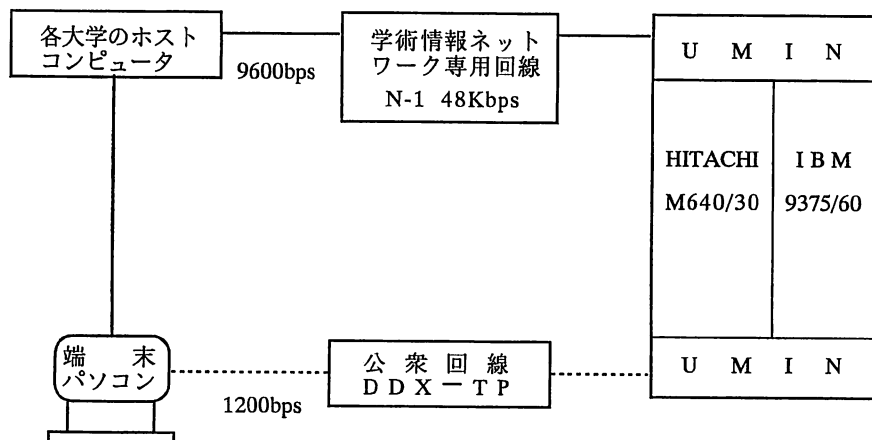 各大学のホスト
コンピュータ
9600bps
学術情報ネット
ワーク専用回線
N-1 48Kbps
U M I N
HITACHI
M640/30
I B M
9375/60
端 末
パソコン
1200bps
公 衆 回 線
D D X － T P
U M I N